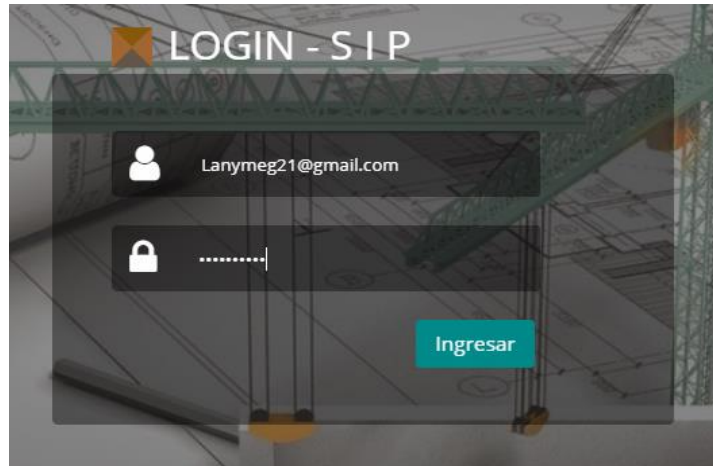 LOGIN - S I P
Lanymeg21@gmail.com
••••••••••
Ingresar